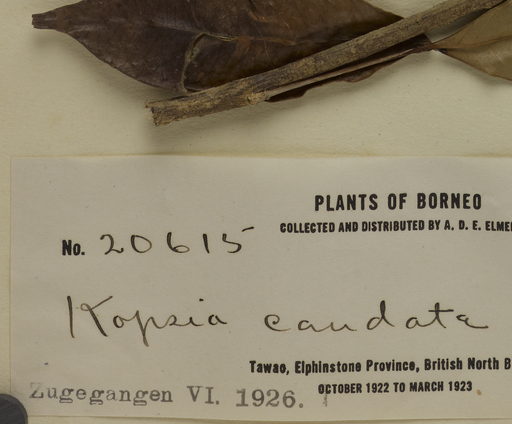 PLANTS OF BORNEO
COLLECTED AND DISTRIBUTED BY A. D. E. ELME
No. 20615
Kopsia caudata
Tawao, Elphinstone Province, British North B
OCTOBER 1922 TO MARCH 1923
Zugegangen VI. 1926.